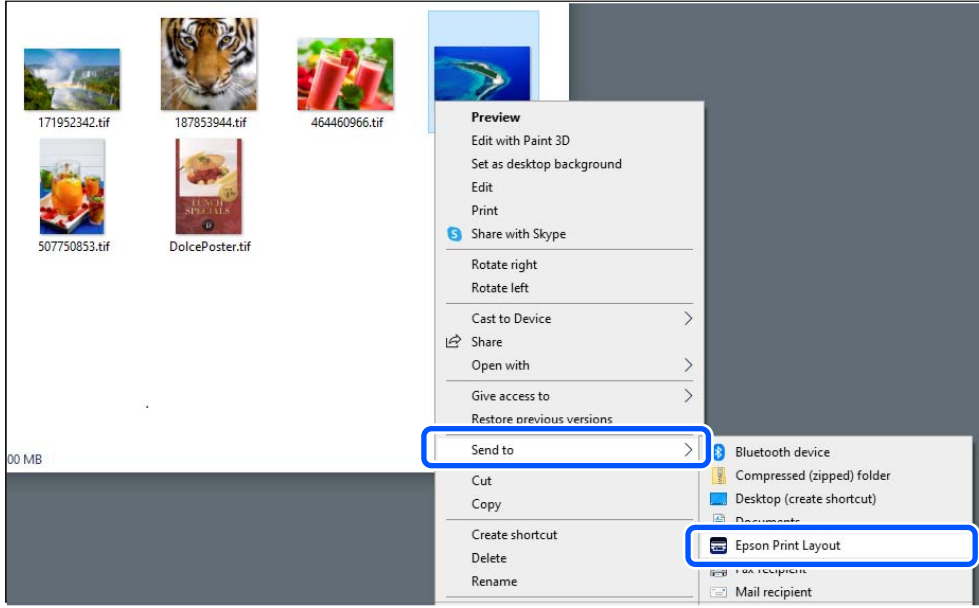 171952342.tif
187853944.tif
464460966.tif
507750853.tif
LUNCH
SPECIALS
D
DolcePoster.tif
00 MB
Preview
Edit with Paint 3D
Set as desktop background
Edit
Print
Share with Skype
Rotate right
Rotate left
Cast to Device
Share
Open with
Give access to
Restore previous versions
Send to
Cut
Copy
Create shortcut
Delete
Rename
Bluetooth device
Compressed (zipped) folder
Desktop (create shortcut)
Documents
Epson Print Layout
Fax recipient
Mail recipient